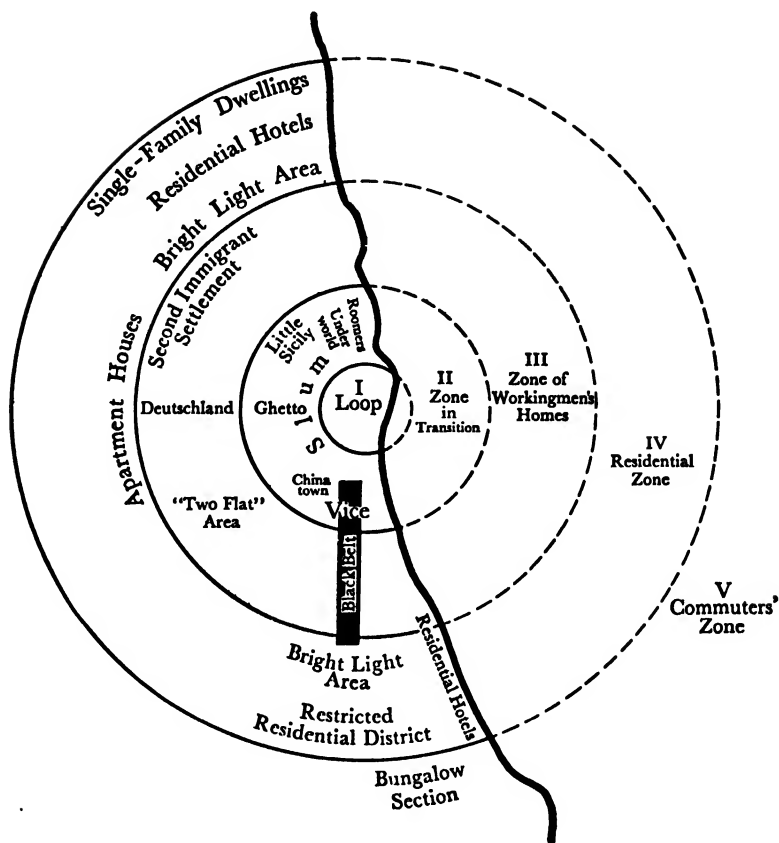 Single-Family Dwellings
Residential Hotels
Bright Light Area
Second Immigrant
Settlement
Apartment Houses
Little
Sicily
Roomers
Under
world
Slum
I
Loop
II
Zone
in
Transition
III
Zone of
Workingmen's
Homes
Deutschland
Ghetto
IV
Residential
Zone
China
town
Vice
"Two Flat"
Area
Black Belt
V
Commuters'
Zone
Bright Light
Area
Residential Hotels
Restricted
Residential District
Bungalow
Section